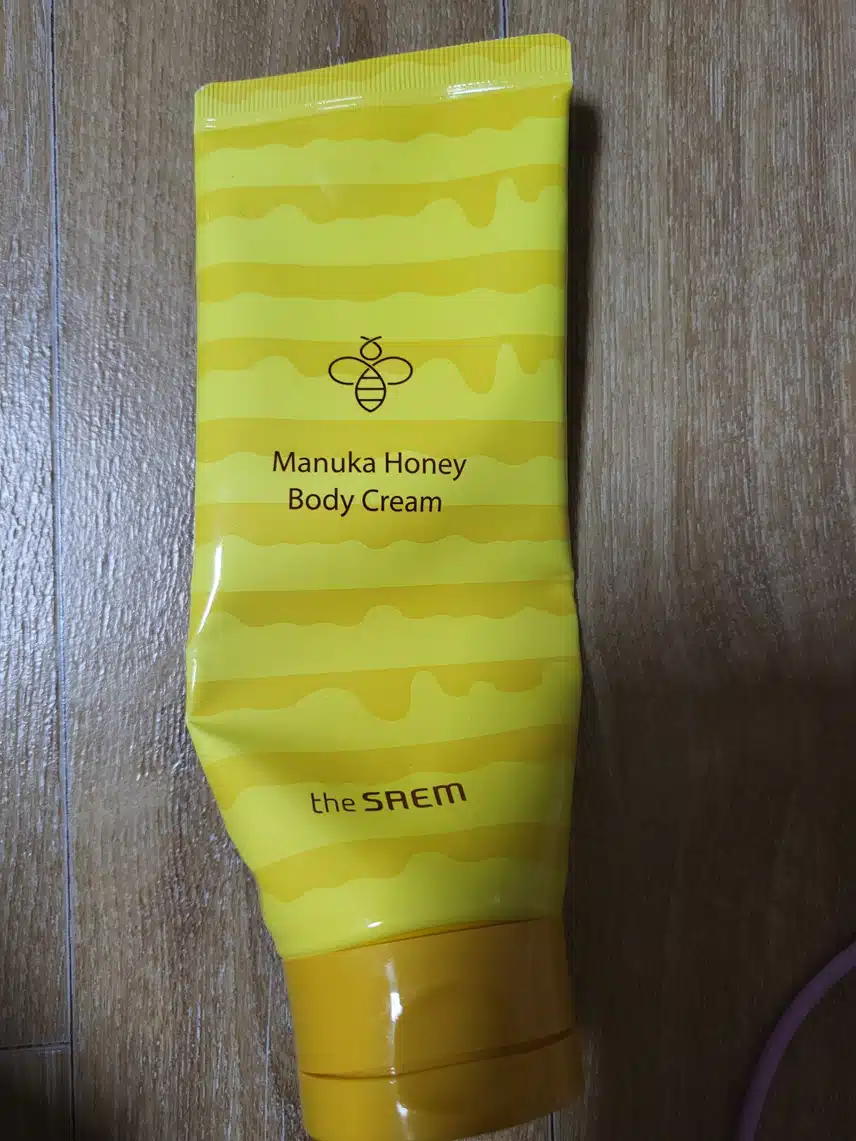 Manuka Honey
Body Cream
the SAEM